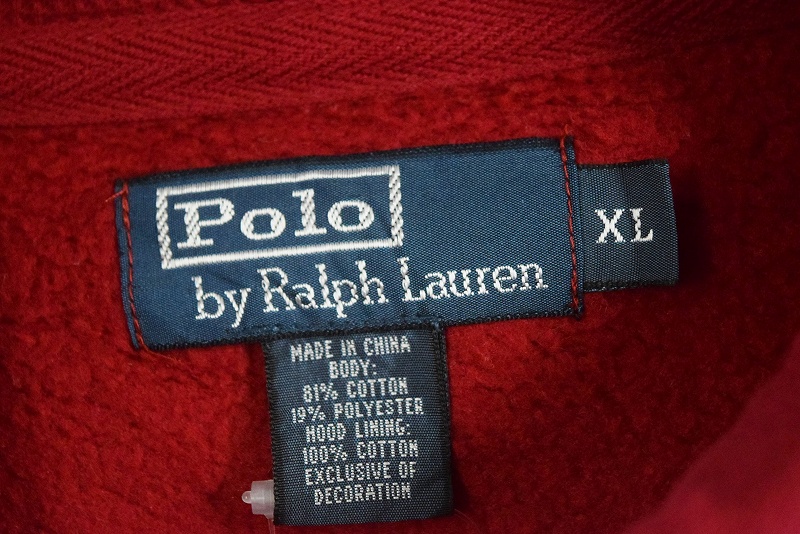 Polo
by Ralph Lauren
XL
MADE IN CHINA
BODY:
81% COTTON
19% POLYESTER
HOOD LINING:
100% COTTON
EXCLUSIVE OF
DECORATION